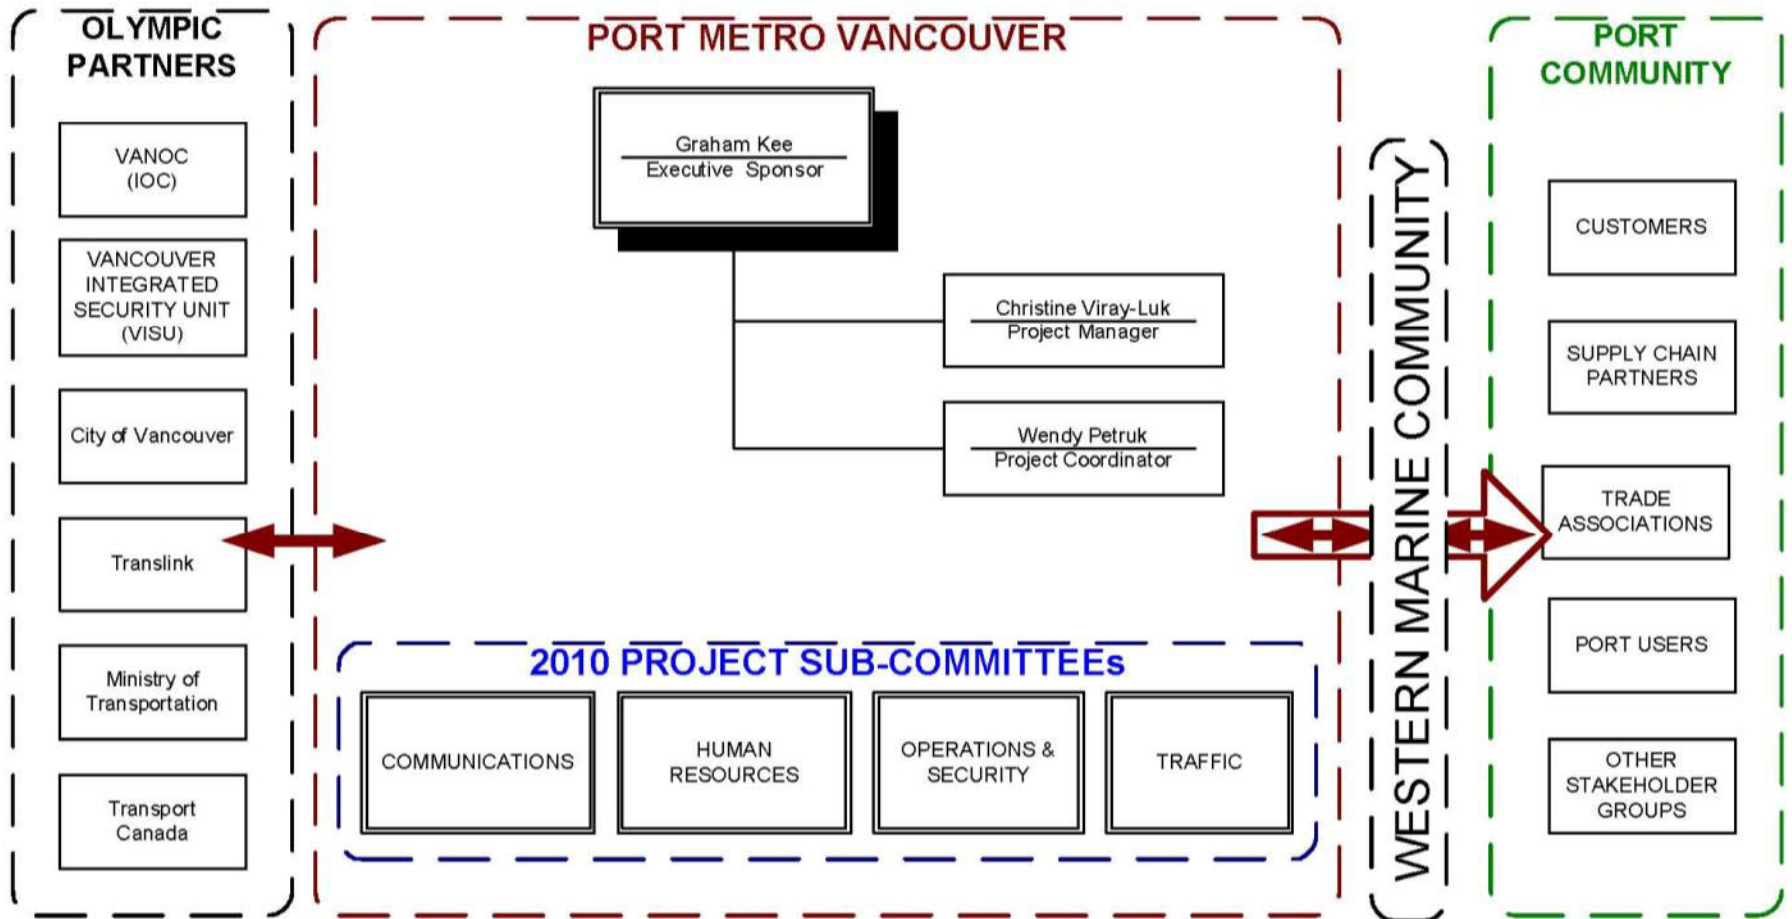 OLYMPIC
PARTNERS
VANOC
(IOC)
VANCOUVER
INTEGRATED
SECURITY UNIT
(VISU)
City of Vancouver
Translink
Ministry of
Transportation
Transport
Canada
PORT METRO VANCOUVER
Graham Kee
Executive Sponsor
Christine Viray-Luk
Project Manager
Wendy Petruk
Project Coordinator
2010 PROJECT SUB-COMMITTEEs
COMMUNICATIONS
HUMAN
RESOURCES
OPERATIONS &
SECURITY
TRAFFIC
WESTERN MARINE COMMUNITY
PORT
COMMUNITY
CUSTOMERS
SUPPLY CHAIN
PARTNERS
TRADE
ASSOCIATIONS
PORT USERS
OTHER
STAKEHOLDER
GROUPS